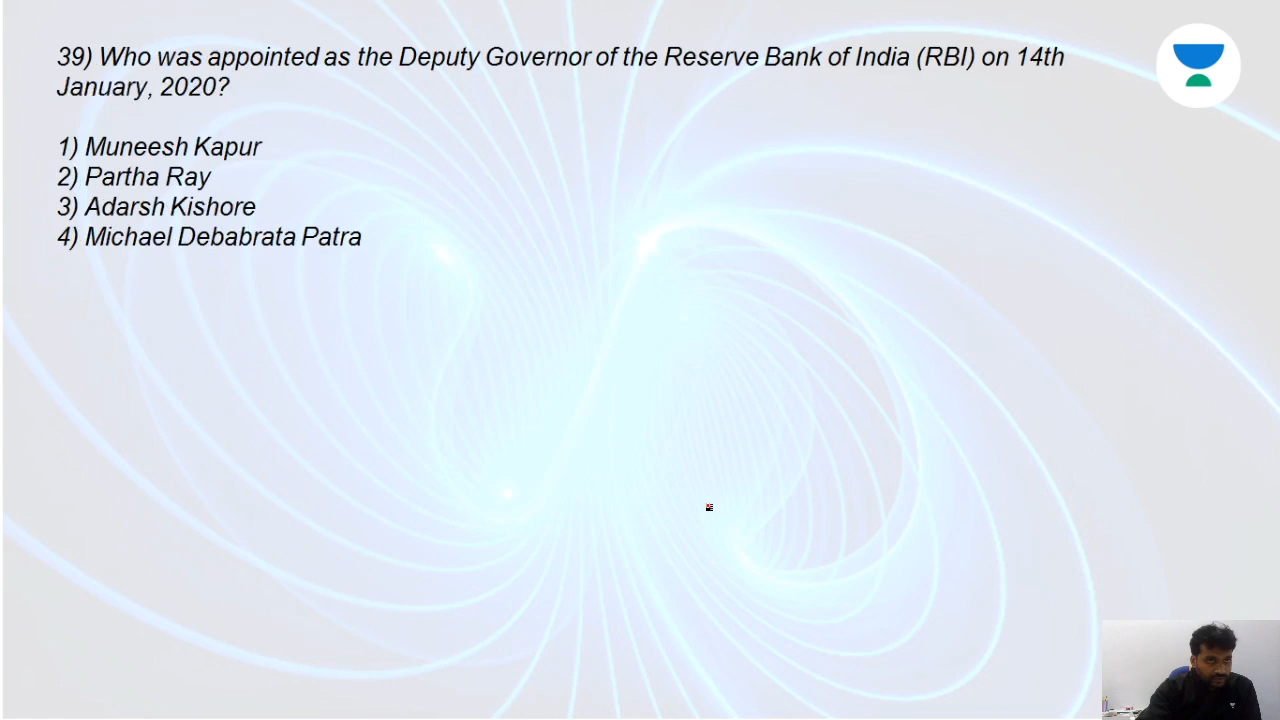 39) Who was appointed as the Deputy Governor of the Reserve Bank of India (RBI) on 14th
January, 2020?
1) Muneesh Kapur
2) Partha Ray
3) Adarsh Kishore
4) Michael Debabrata Patra